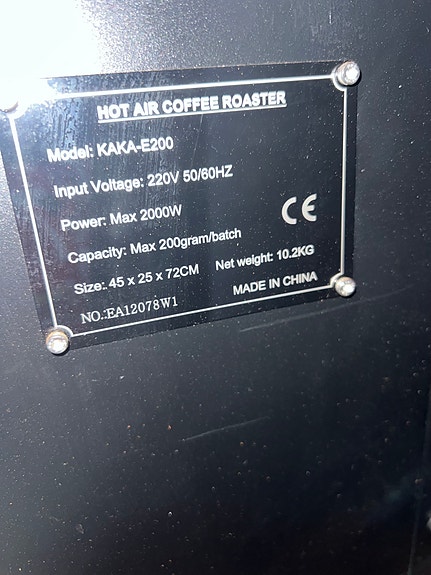 HOT AIR COFFEE ROASTER
Model: KAKA-E200
Input Voltage: 220V 50/60HZ
Power: Max 2000W
Capacity: Max 200gram/batch
CE
Size: 45 x 25 x 72CM Net weight: 10.2KG
NO.:EA12078W1 MADE IN CHINA